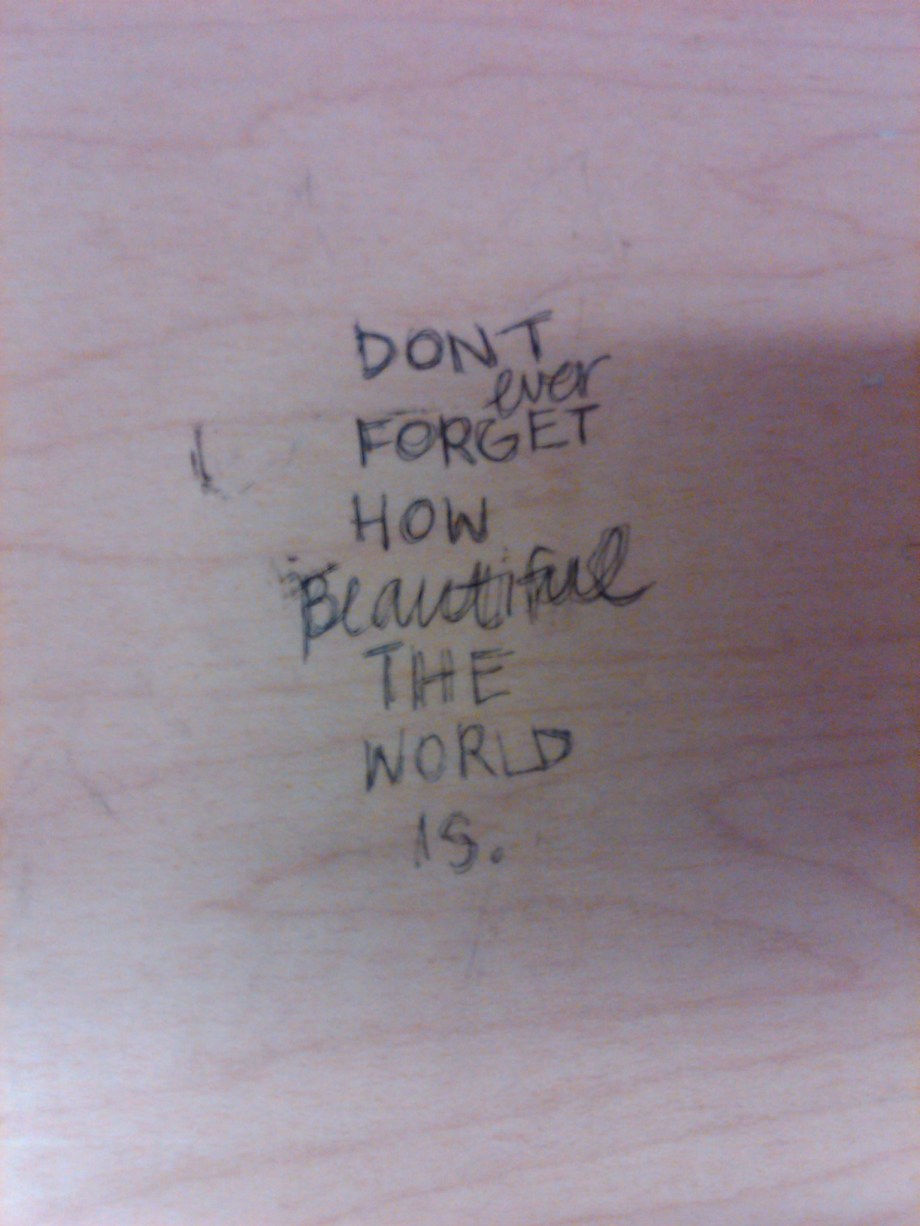 DONT
ever
FORGET
HOW
Beautiful
THE
WORLD
IS.